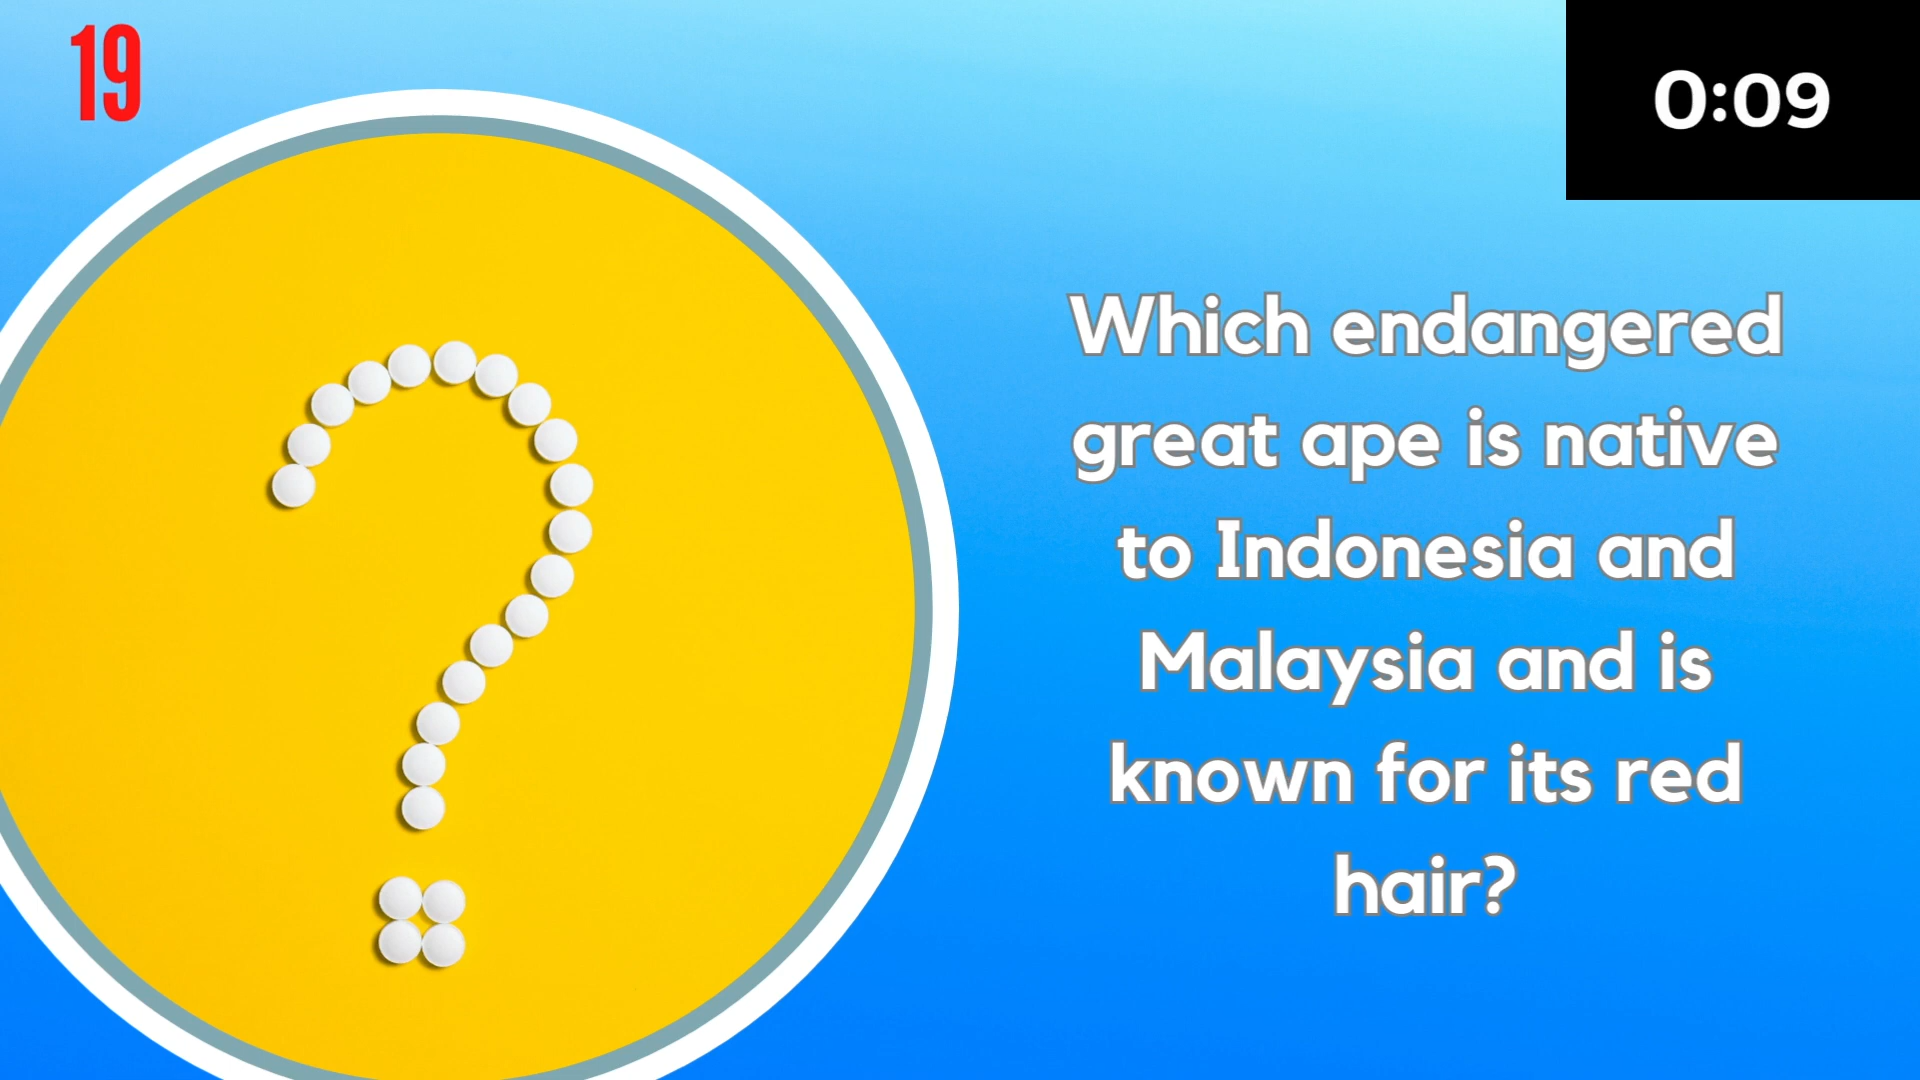 19
0:09
Which endangered
great ape is native
to Indonesia and
Malaysia and is
known for its red
hair?